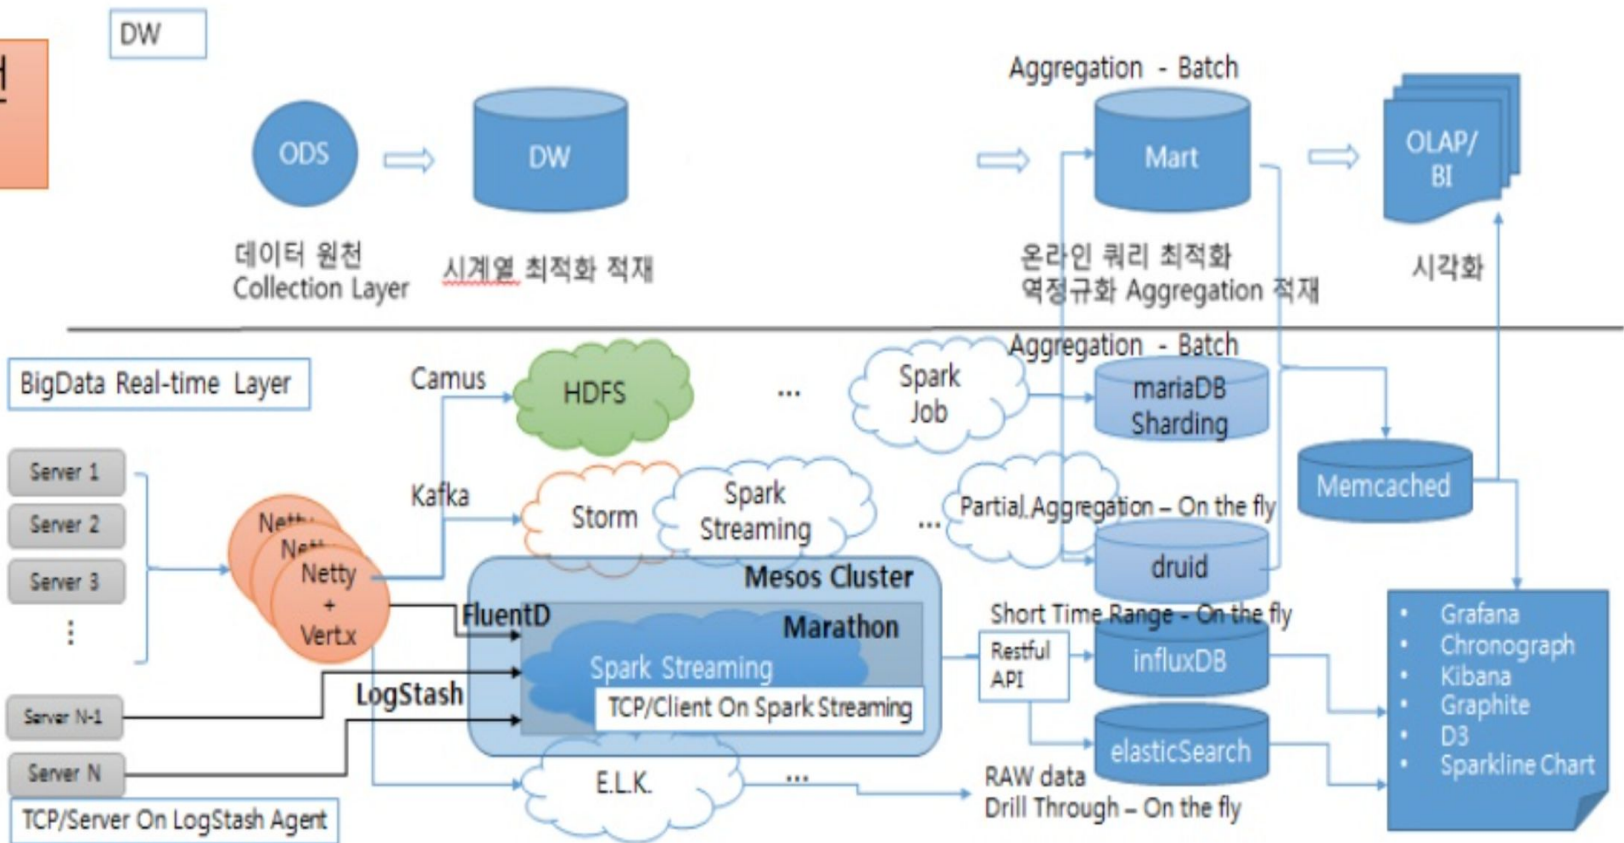 DW
Aggregation - Batch
ODS
DW
Mart
OLAP/
BI
데이터 원천
Collection Layer
시계열 최적화 적재
온라인 쿼리 최적화
역정규화 Aggregation 적재
시각화
BigData Real-time Layer
Camus
HDFS
...
Spark
Job
Aggregation - Batch
mariaDB
Sharding
Server 1
Server 2
Server 3
⋮
Kafka
Storm
Spark
Streaming
...
Partial Aggregation – On the fly
druid
Memcached
Netty
Netty
Netty
+
Vert.x
Mesos Cluster
FluentD
Marathon
Spark Streaming
TCP/Client On Spark Streaming
LogStash
Short Time Range - On the fly
Restful
API
influxDB
elasticSearch
Server N-1
Server N
TCP/Server On LogStash Agent
E.L.K.
...
RAW data
Drill Through – On the fly
• Grafana
• Chronograph
• Kibana
• Graphite
• D3
• Sparkline Chart